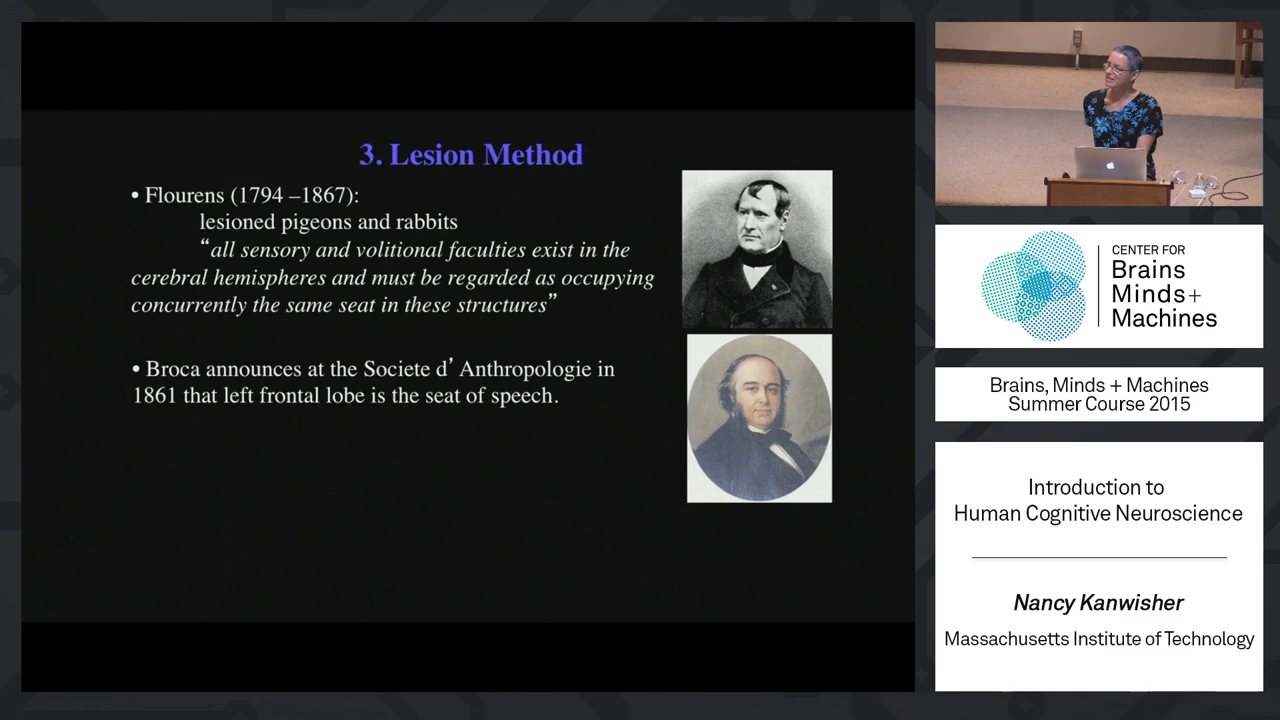 3. Lesion Method
• Flourens (1794 –1867):
lesioned pigeons and rabbits
“all sensory and volitional faculties exist in the
cerebral hemispheres and must be regarded as occupying
concurrently the same seat in these structures”
• Broca announces at the Societe d’ Anthropologie in
1861 that left frontal lobe is the seat of speech.
CENTER FOR
Brains
Minds+
Machines
Brains, Minds + Machines
Summer Course 2015
Introduction to
Human Cognitive Neuroscience
Nancy Kanwisher
Massachusetts Institute of Technology